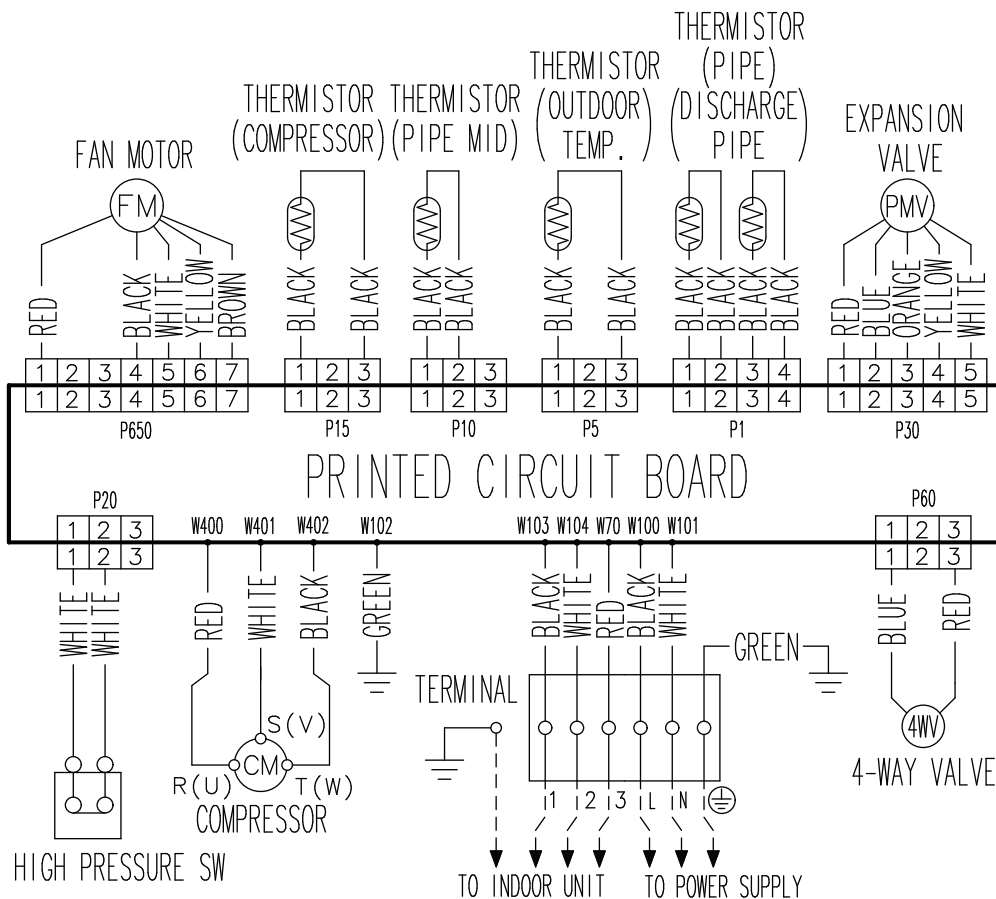 THERMISTOR
(PIPE)
(DISCHARGE)
PIPE
THERMISTOR
(OUTDOOR)
TEMP.
THERMISTOR
(COMPRESSOR)
THERMISTOR
(PIPE MID)
EXPANSION
VALVE
FAN MOTOR
FM
PMV
RED
BLACK
WHITE
YELLOW
BROWN
BLACK
BLACK
BLACK
BLACK
BLACK
BLACK
BLACK
BLACK
BLACK
BLACK
RED
BLUE
ORANGE
YELLOW
WHITE
1 2 3 4 5 6 7
1 2 3
1 2 3
1 2 3
1 2 3 4
1 2 3 4 5
1 2 3 4 5 6 7
1 2 3
1 2 3
1 2 3
1 2 3 4
1 2 3 4 5
P650
P15
P10
P5
P1
P30
PRINTED CIRCUIT BOARD
P20
W400
W401
W402
W102
W103
W104
W70
W100
W101
P60
1 2 3
1 2 3
1 2 3
1 2 3
WHITE
WHITE
RED
WHITE
BLACK
GREEN
BLACK
WHITE
RED
BLACK
WHITE
BLUE
RED
GREEN
TERMINAL
S(V)
CM
R(U)
T(W)
COMPRESSOR
4WV
4-WAY VALVE
1 2 3 L N
HIGH PRESSURE SW
TO INDOOR UNIT
TO POWER SUPPLY